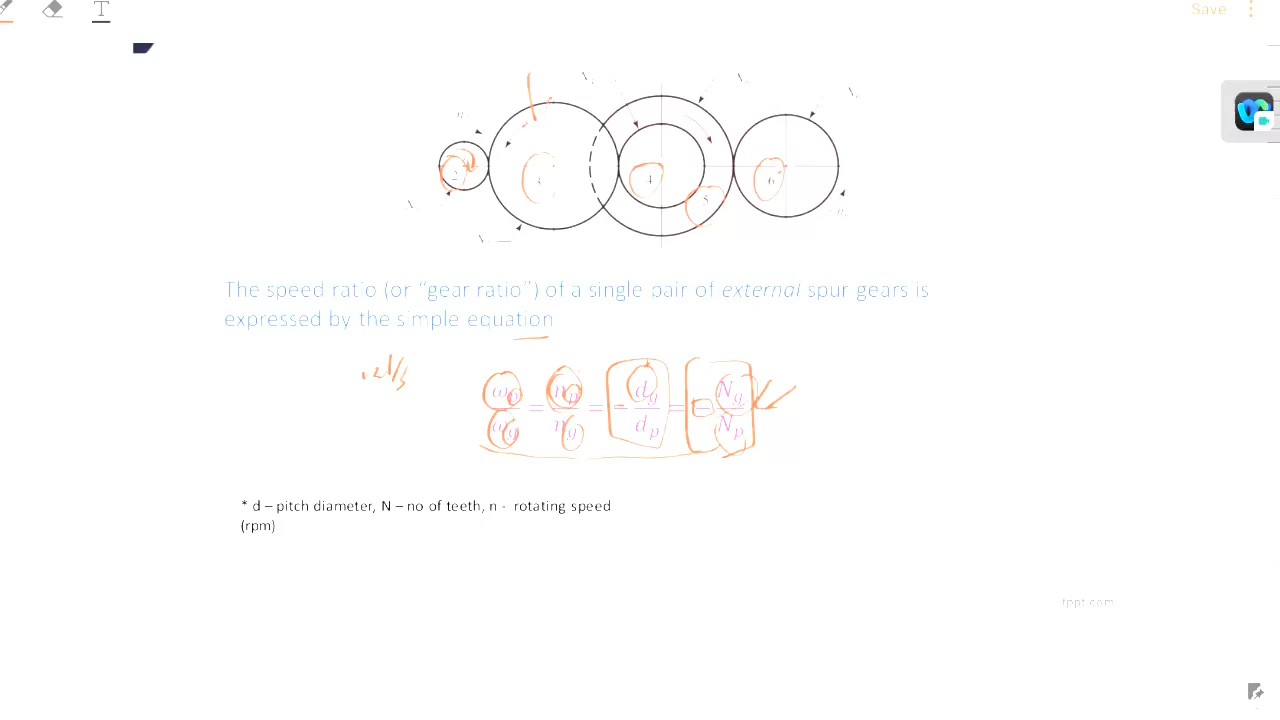 T
Save
2
3
4
5
6
The speed ratio (or “gear ratio”) of a single pair of external spur gears is
expressed by the simple equation
ωp/ωg = np/ng = - dg/dp = - Ng/Np
* d – pitch diameter, N – no of teeth, n - rotating speed
(rpm)
fppt.com